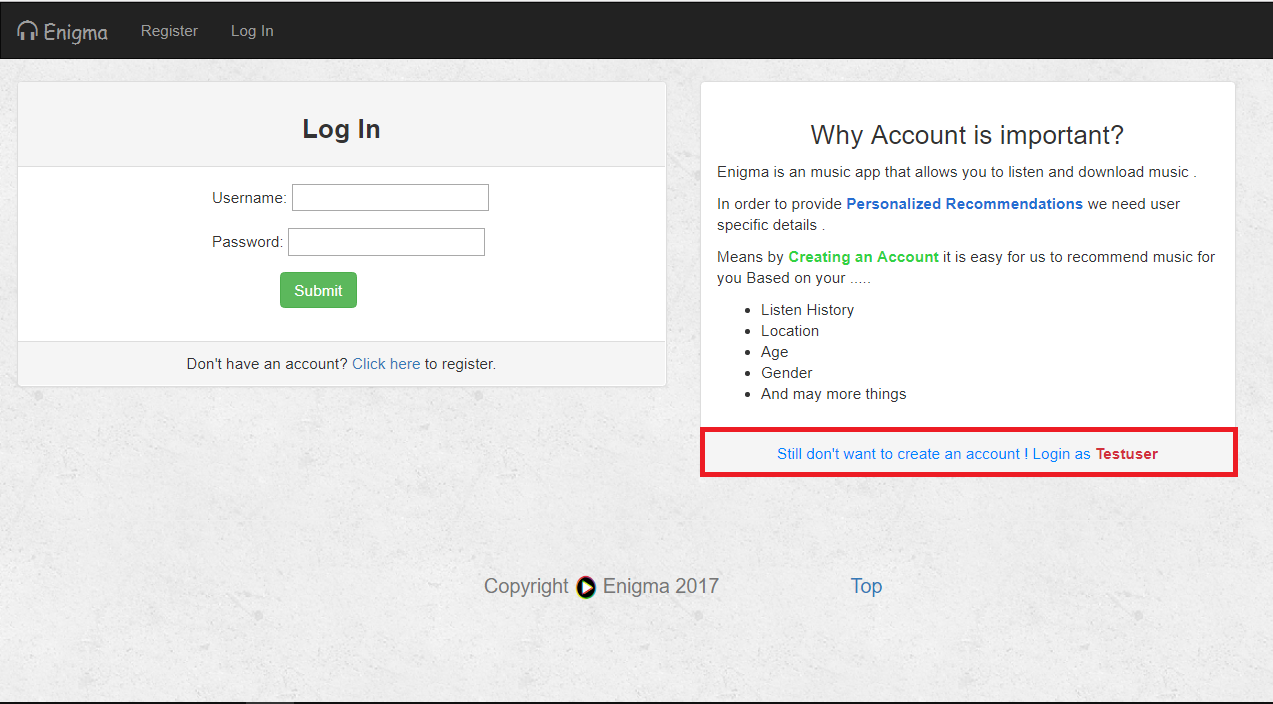 Enigma Register Log In
Log In
Username:
Password:
Submit
Don't have an account? Click here to register.
Why Account is important?
Enigma is an music app that allows you to listen and download music .
In order to provide Personalized Recommendations we need user
specific details .
Means by Creating an Account it is easy for us to recommend music for
you Based on your .....
Listen History
Location
Age
Gender
And may more things
Still don't want to create an account ! Login as Testuser
Copyright Enigma 2017 Top